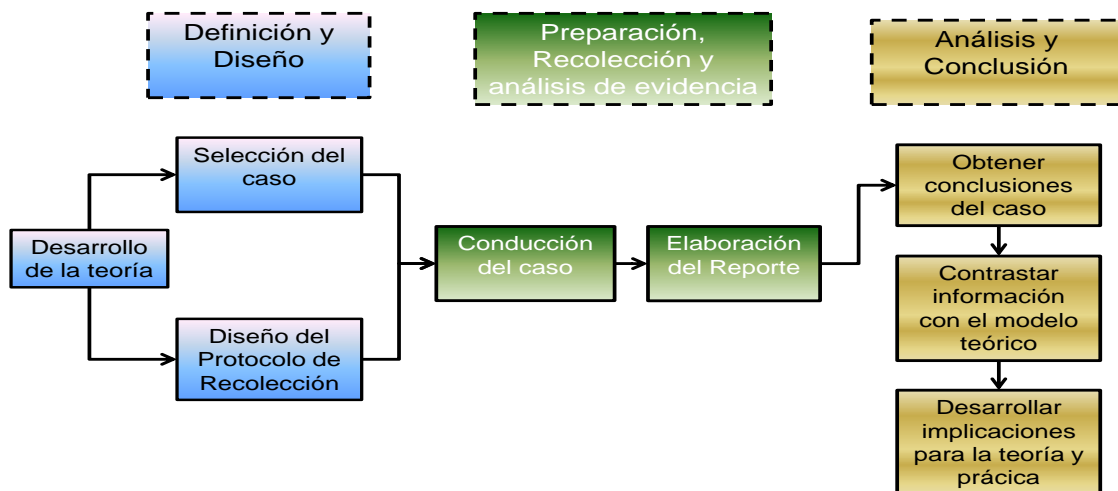 Definición y
Diseño
Preparación,
Recolección y
análisis de evidencia
Análisis y
Conclusión
Selección del
caso
Desarrollo
de la teoría
Diseño del
Protocolo de
Recolección
Conducción
del caso
Elaboración
del Reporte
Obtener
conclusiones
del caso
Contrastar
información
con el modelo
teórico
Desarrollar
implicaciones
para la teoría y
prácica